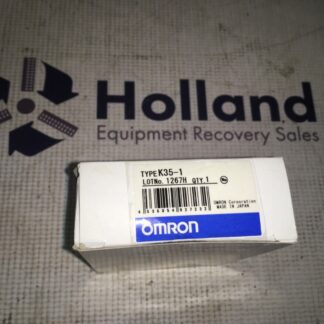 Holland
Equipment Recovery Sales
TYPE K35-1
LOTNo. 1267H QTY.1
OMRON Corporation
MADE IN JAPAN
OMRON